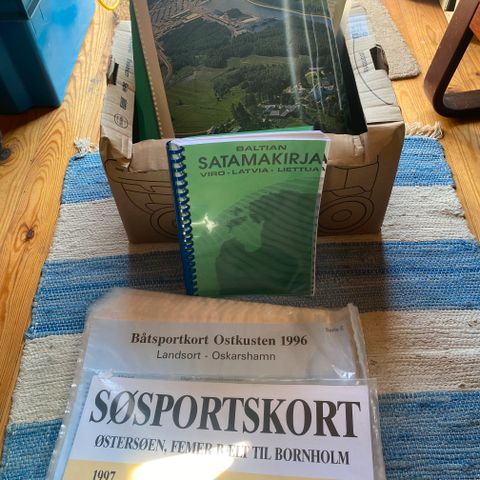 BALTIAN
SATAMAKIRJA
VIRO - LATVIA - LIETTUA
Båtsportkort Ostkusten 1996
Landsort - Oskarshamn
SØSPORTSKORT
ØSTERSØEN, FEMER BÆLT TIL BORNHOLM
1997